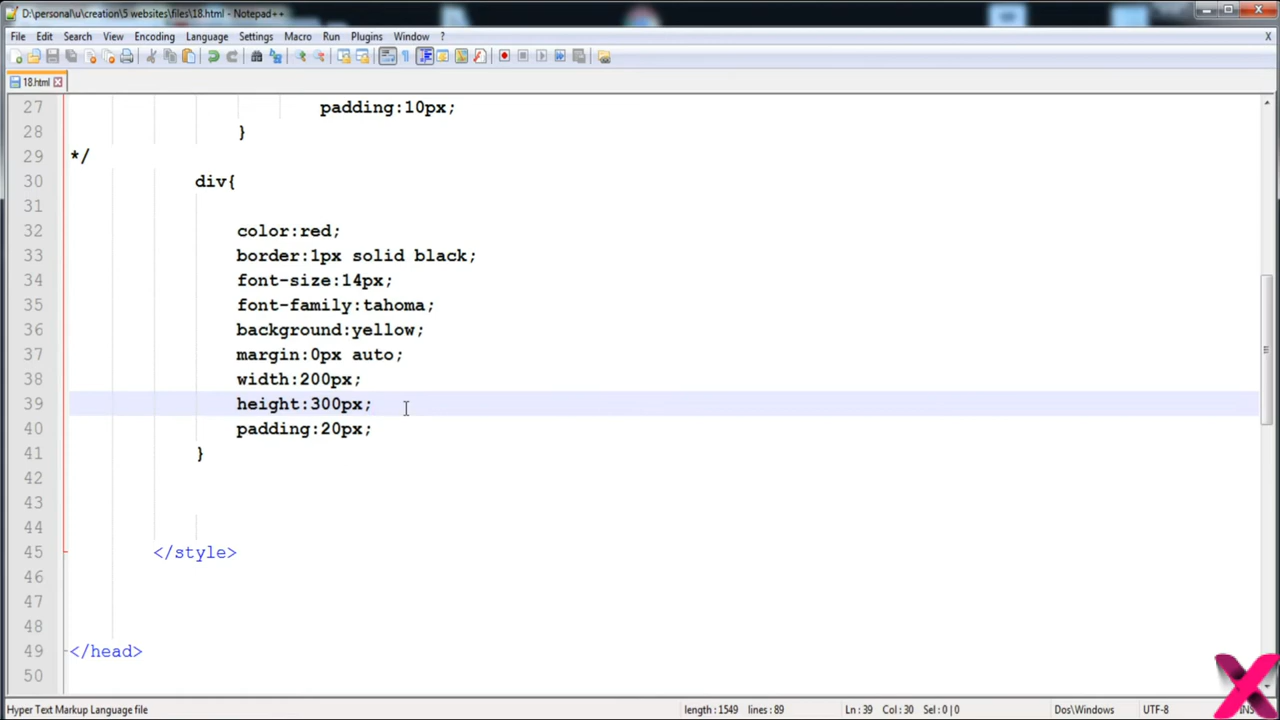 D:\personal\u\creation\5 websites\files\18.html - Notepad++
File Edit Search View Encoding Language Settings Macro Run Plugins Window ? X
18.html
27 padding:10px;
28 }
29 */
30 div{
31
32 color:red;
33 border:1px solid black;
34 font-size:14px;
35 font-family:tahoma;
36 background:yellow;
37 margin:0px auto;
38 width:200px;
39 height:300px;
40 padding:20px;
41 }
42
43
44
45 </style>
46
47
48
49 </head>
50
Hyper Text Markup Language file length : 1549 lines : 89 Ln : 39 Col : 30 Sel : 0 | 0 Dos\Windows UTF-8 INS